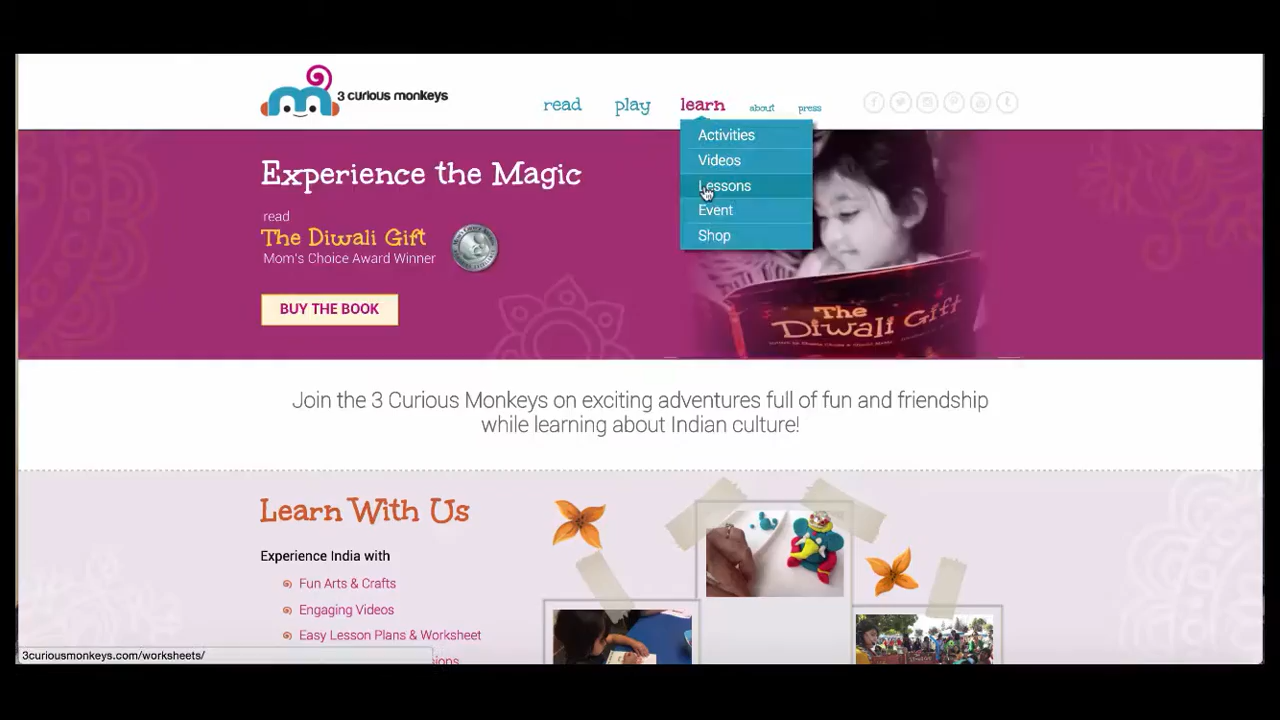 3 curious monkeys
read play learn about press
Activities
Videos
Lessons
Event
Shop
Experience the Magic
read
The Diwali Gift
Mom's Choice Award Winner
BUY THE BOOK
The
Diwali Gift
Join the 3 Curious Monkeys on exciting adventures full of fun and friendship
while learning about Indian culture!
Learn With Us
Experience India with
Fun Arts & Crafts
Engaging Videos
Easy Lesson Plans & Worksheet
3curiousmonkeys.com/worksheets/